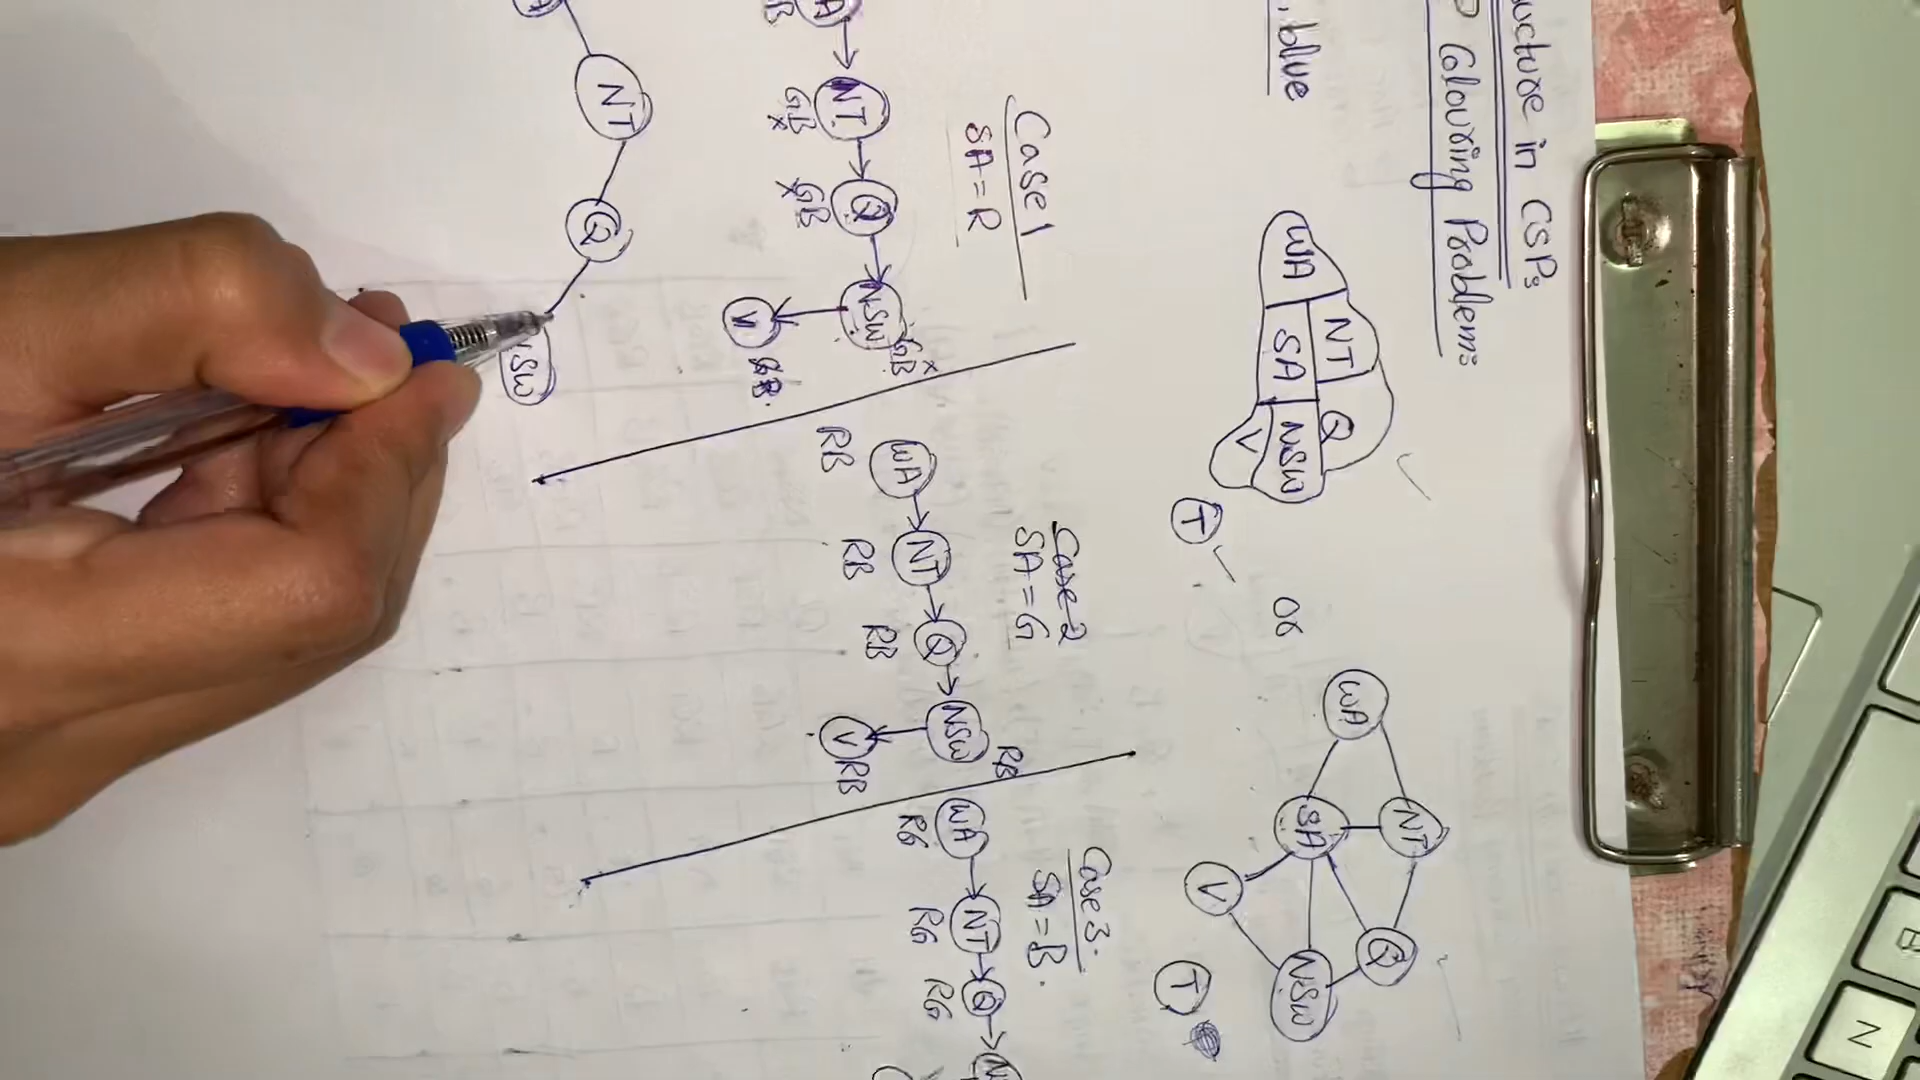 ucture in CSPs
P Colouring Problem:
, blue
WA
NT
SA
Q
NSW
V
T
OR
WA
SA
NT
V
Q
NSW
T
Case 1
SA = R
NT
GB
x
Q
GB
x
NSW
GB
x
V
GB
Case 2
SA = G
WA
RB
NT
RB
Q
RB
NSW
RB
V
RB
Case 3.
SA = B.
WA
RG
NT
RG
Q
RG
NT
Q
NSW
B
N